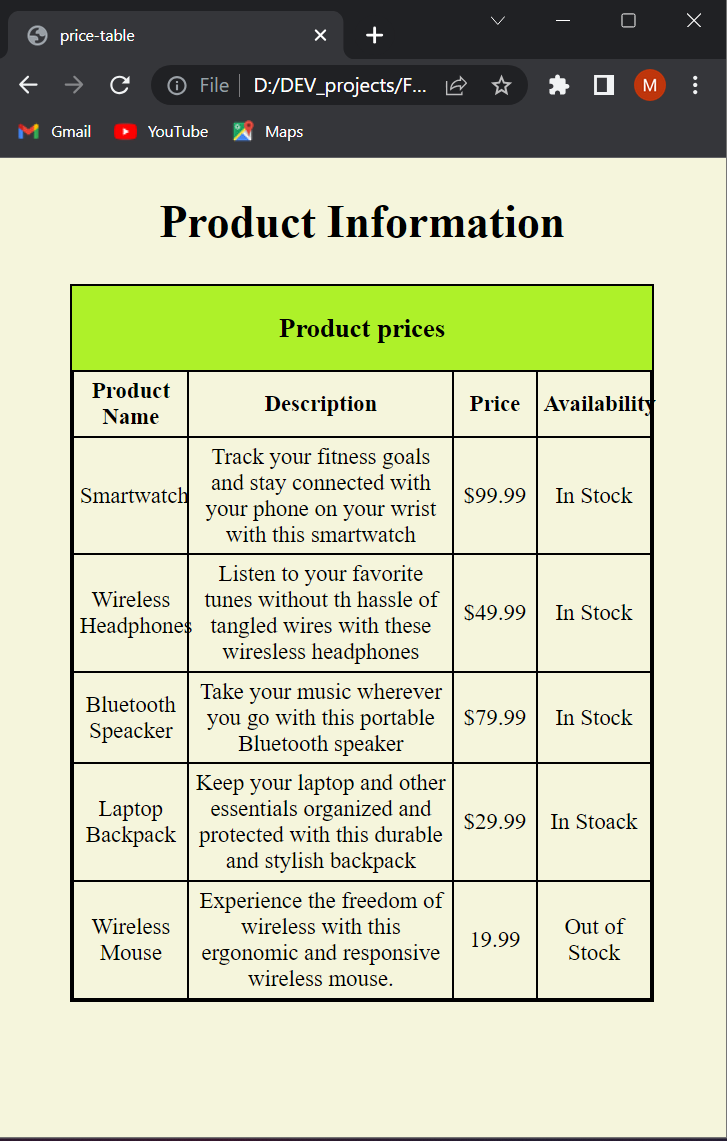 price-table
File D:/DEV_projects/F...
M
Gmail YouTube Maps
Product Information
Product prices
Product
Name
Description
Price
Availability
Smartwatch
Track your fitness goals
and stay connected with
your phone on your wrist
with this smartwatch
$99.99
In Stock
Wireless
Headphones
Listen to your favorite
tunes without th hassle of
tangled wires with these
wiresless headphones
$49.99
In Stock
Bluetooth
Speacker
Take your music wherever
you go with this portable
Bluetooth speaker
$79.99
In Stock
Laptop
Backpack
Keep your laptop and other
essentials organized and
protected with this durable
and stylish backpack
$29.99
In Stoack
Wireless
Mouse
Experience the freedom of
wireless with this
ergonomic and responsive
wireless mouse.
19.99
Out of
Stock